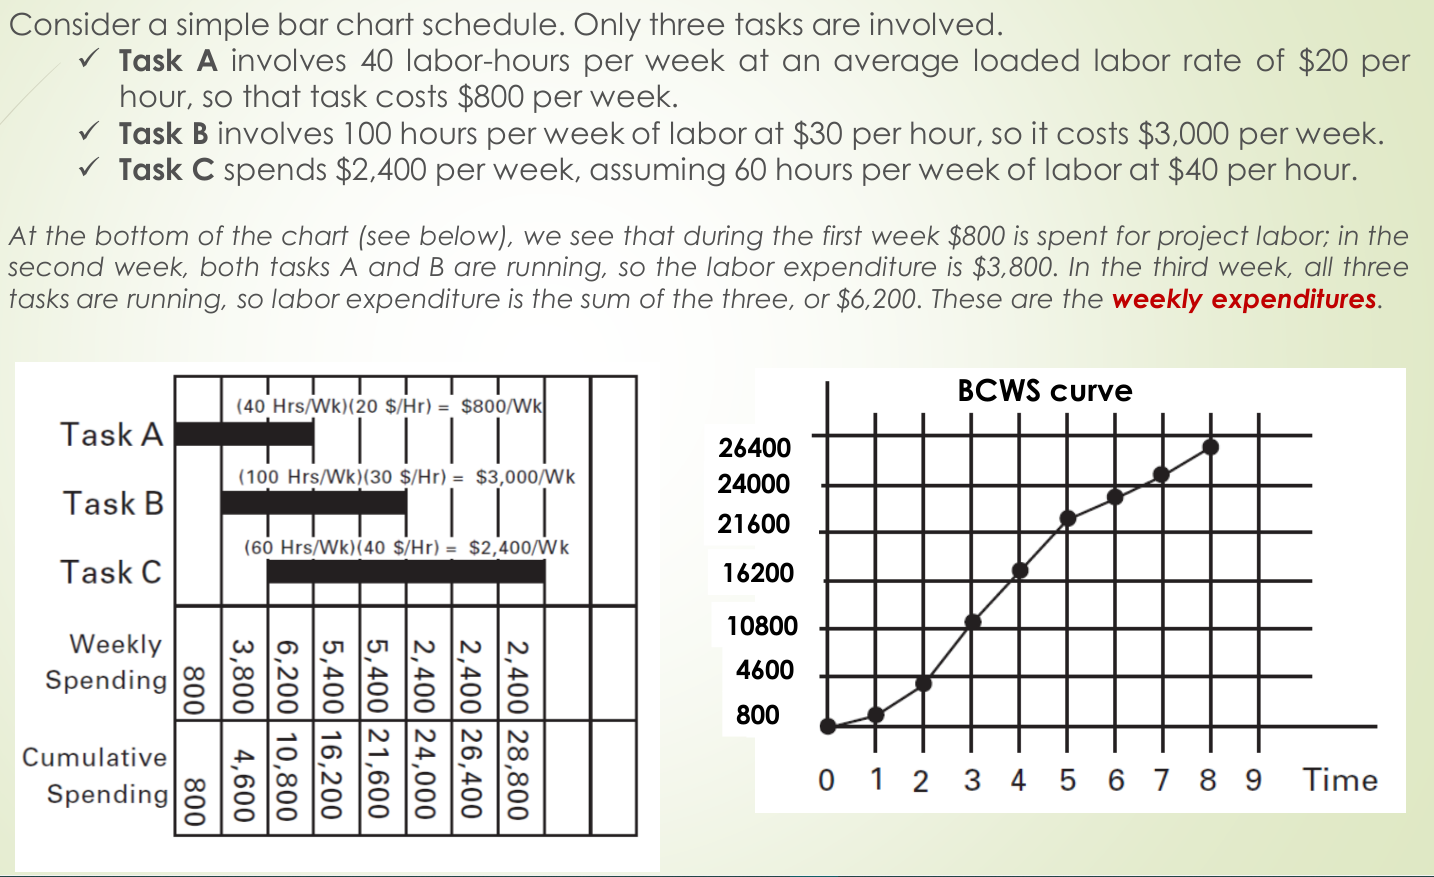 Consider a simple bar chart schedule. Only three tasks are involved.
✓ Task A involves 40 labor-hours per week at an average loaded labor rate of $20 per
hour, so that task costs $800 per week.
✓ Task B involves 100 hours per week of labor at $30 per hour, so it costs $3,000 per week.
✓ Task C spends $2,400 per week, assuming 60 hours per week of labor at $40 per hour.
At the bottom of the chart (see below), we see that during the first week $800 is spent for project labor; in the
second week, both tasks A and B are running, so the labor expenditure is $3,800. In the third week, all three
tasks are running, so labor expenditure is the sum of the three, or $6,200. These are the weekly expenditures.
(40 Hrs/Wk)(20 $/Hr) = $800/Wk
Task A
(100 Hrs/Wk)(30 $/Hr) = $3,000/Wk
Task B
(60 Hrs/Wk)(40 $/Hr) = $2,400/Wk
Task C
Weekly
Spending
800
3,800
6,200
5,400
5,400
2,400
2,400
2,400
Cumulative
Spending
800
4,600
10,800
16,200
21,600
24,000
26,400
28,800
BCWS curve
26400
24000
21600
16200
10800
4600
800
0 1 2 3 4 5 6 7 8 9 Time